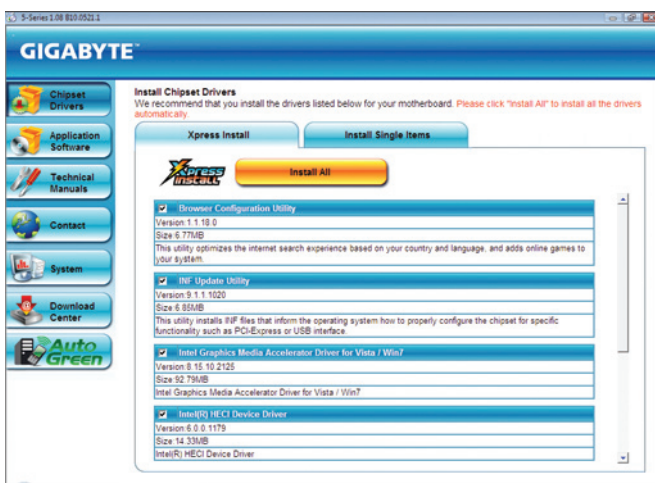 5-Series 1.08 B10.0521.1
GIGABYTE™
Chipset
Drivers
Application
Software
Technical
Manuals
Contact
System
Download
Center
Auto
Green
Install Chipset Drivers
We recommend that you install the drivers listed below for your motherboard. Please click "Install All" to install all the drivers
automatically.
Xpress Install
Install Single Items
Xpress
Install
Install All
Browser Configuration Utility
Version:1.1.18.0
Size:6.77MB
This utility optimizes the internet search experience based on your country and language, and adds online games to
your system.
INF Update Utility
Version:9.1.1.1020
Size:6.85MB
This utility installs INF files that inform the operating system how to properly configure the chipset for specific
functionality such as PCI-Express or USB interface.
Intel Graphics Media Accelerator Driver for Vista / Win7
Version:8.15.10.2125
Size:92.79MB
Intel Graphics Media Accelerator Driver for Vista / Win7
Intel(R) HECI Device Driver
Version:6.0.0.1179
Size:14.33MB
Intel(R) HECI Device Driver